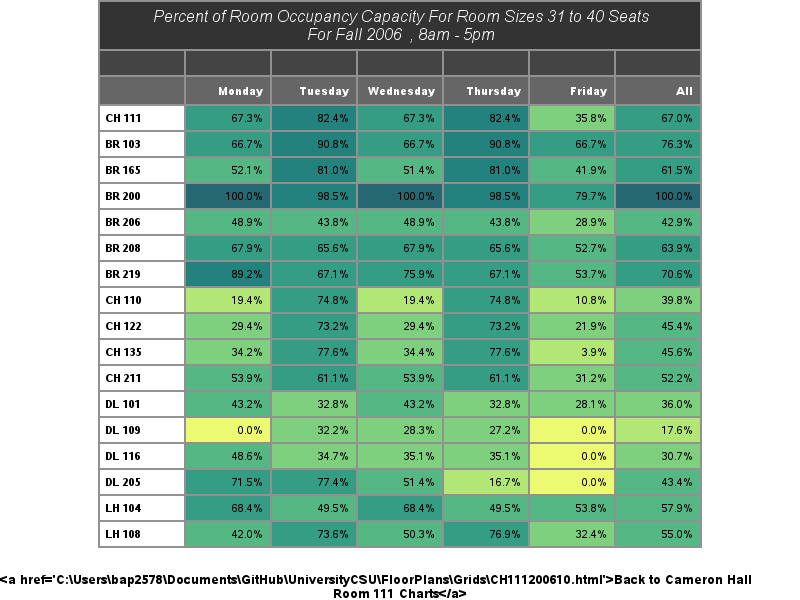 Percent of Room Occupancy Capacity For Room Sizes 31 to 40 Seats
For Fall 2006 , 8am - 5pm
Monday Tuesday Wednesday Thursday Friday All
CH 111 67.3% 82.4% 67.3% 82.4% 35.8% 67.0%
BR 103 66.7% 90.8% 66.7% 90.8% 66.7% 76.3%
BR 165 52.1% 81.0% 51.4% 81.0% 41.9% 61.5%
BR 200 100.0% 98.5% 100.0% 98.5% 79.7% 100.0%
BR 206 48.9% 43.8% 48.9% 43.8% 28.9% 42.9%
BR 208 67.9% 65.6% 67.9% 65.6% 52.7% 63.9%
BR 219 89.2% 67.1% 75.9% 67.1% 53.7% 70.6%
CH 110 19.4% 74.8% 19.4% 74.8% 10.8% 39.8%
CH 122 29.4% 73.2% 29.4% 73.2% 21.9% 45.4%
CH 135 34.2% 77.6% 34.4% 77.6% 3.9% 45.6%
CH 211 53.9% 61.1% 53.9% 61.1% 31.2% 52.2%
DL 101 43.2% 32.8% 43.2% 32.8% 28.1% 36.0%
DL 109 0.0% 32.2% 28.3% 27.2% 0.0% 17.6%
DL 116 48.6% 34.7% 35.1% 35.1% 0.0% 30.7%
DL 205 71.5% 77.4% 51.4% 16.7% 0.0% 43.4%
LH 104 68.4% 49.5% 68.4% 49.5% 53.8% 57.9%
LH 108 42.0% 73.6% 50.3% 76.9% 32.4% 55.0%
<a href='C:\Users\bap2578\Documents\GitHub\UniversityCSU\FloorPlans\Grids\CH111200610.html'>Back to Cameron Hall
Room 111 Charts</a>